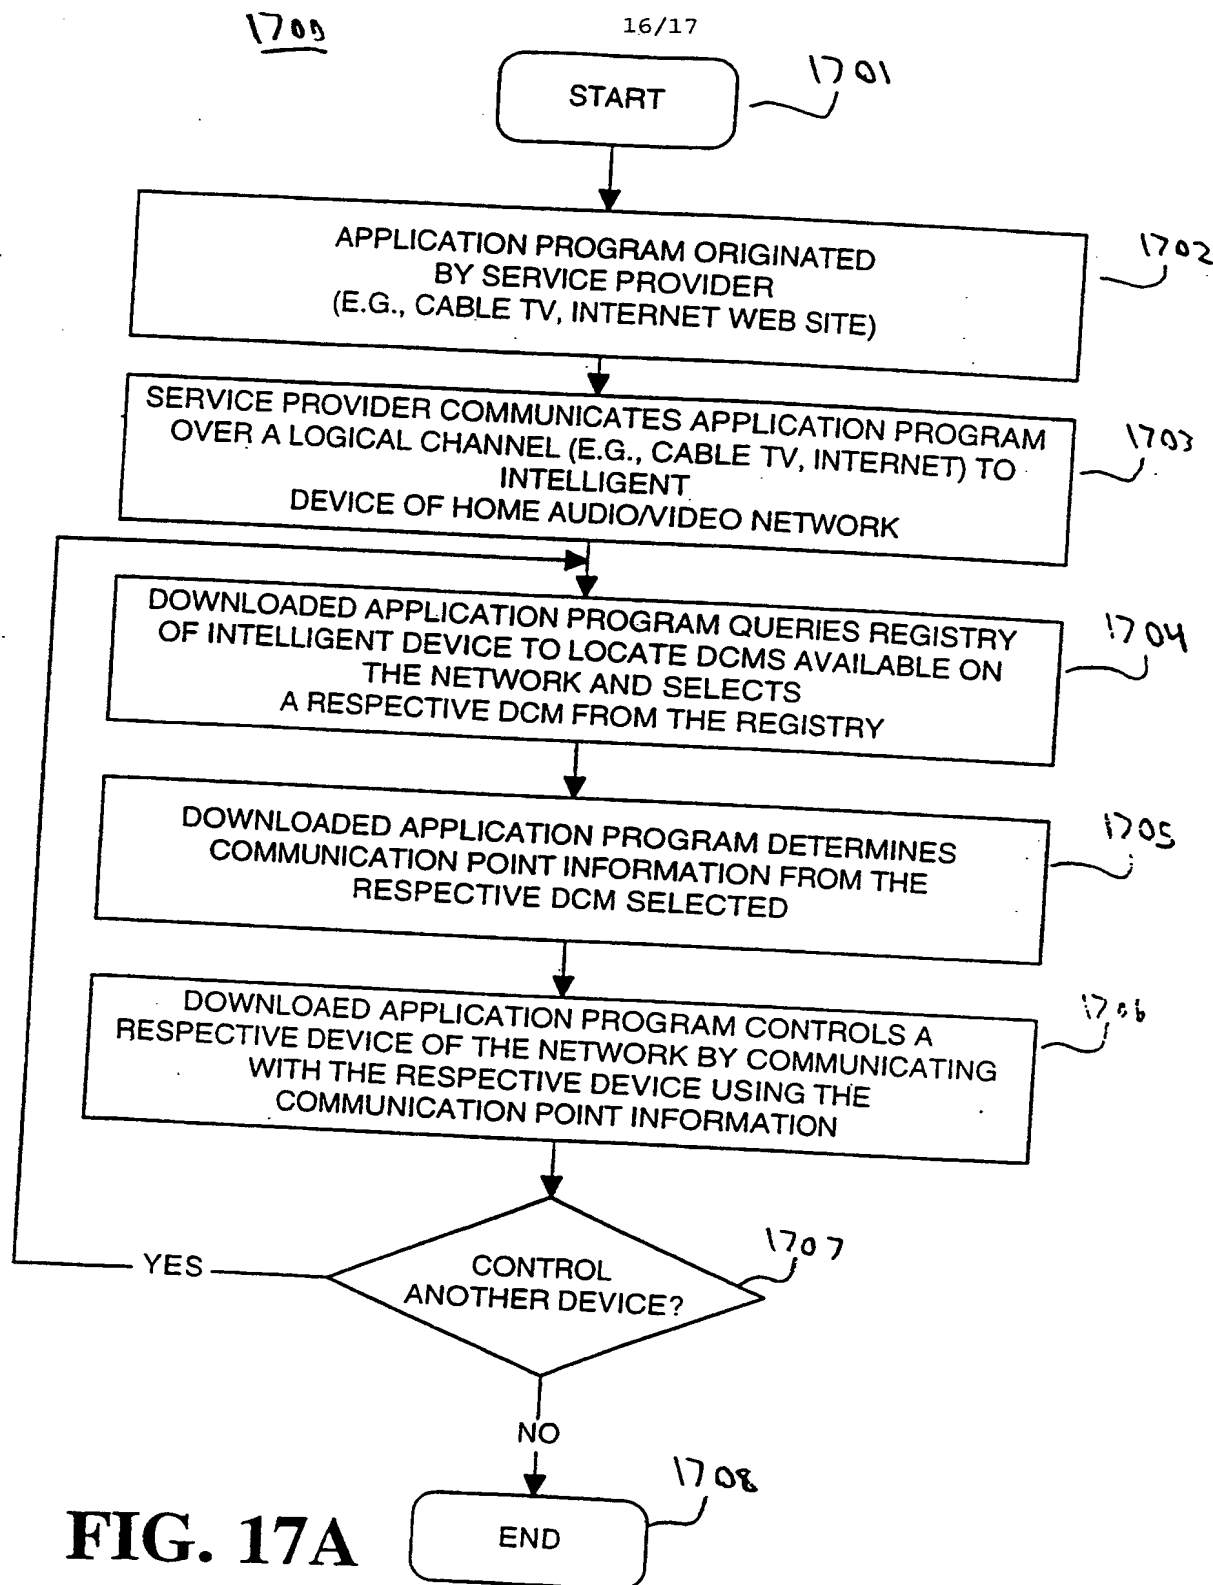 1700
16/17
START
1701
APPLICATION PROGRAM ORIGINATED
BY SERVICE PROVIDER
(E.G., CABLE TV, INTERNET WEB SITE)
1702
SERVICE PROVIDER COMMUNICATES APPLICATION PROGRAM
OVER A LOGICAL CHANNEL (E.G., CABLE TV, INTERNET) TO
INTELLIGENT
DEVICE OF HOME AUDIO/VIDEO NETWORK
1703
DOWNLOADED APPLICATION PROGRAM QUERIES REGISTRY
OF INTELLIGENT DEVICE TO LOCATE DCMS AVAILABLE ON
THE NETWORK AND SELECTS
A RESPECTIVE DCM FROM THE REGISTRY
1704
DOWNLOADED APPLICATION PROGRAM DETERMINES
COMMUNICATION POINT INFORMATION FROM THE
RESPECTIVE DCM SELECTED
1705
DOWNLOAED APPLICATION PROGRAM CONTROLS A
RESPECTIVE DEVICE OF THE NETWORK BY COMMUNICATING
WITH THE RESPECTIVE DEVICE USING THE
COMMUNICATION POINT INFORMATION
1706
YES
CONTROL
ANOTHER DEVICE?
1707
NO
END
1708
FIG. 17A